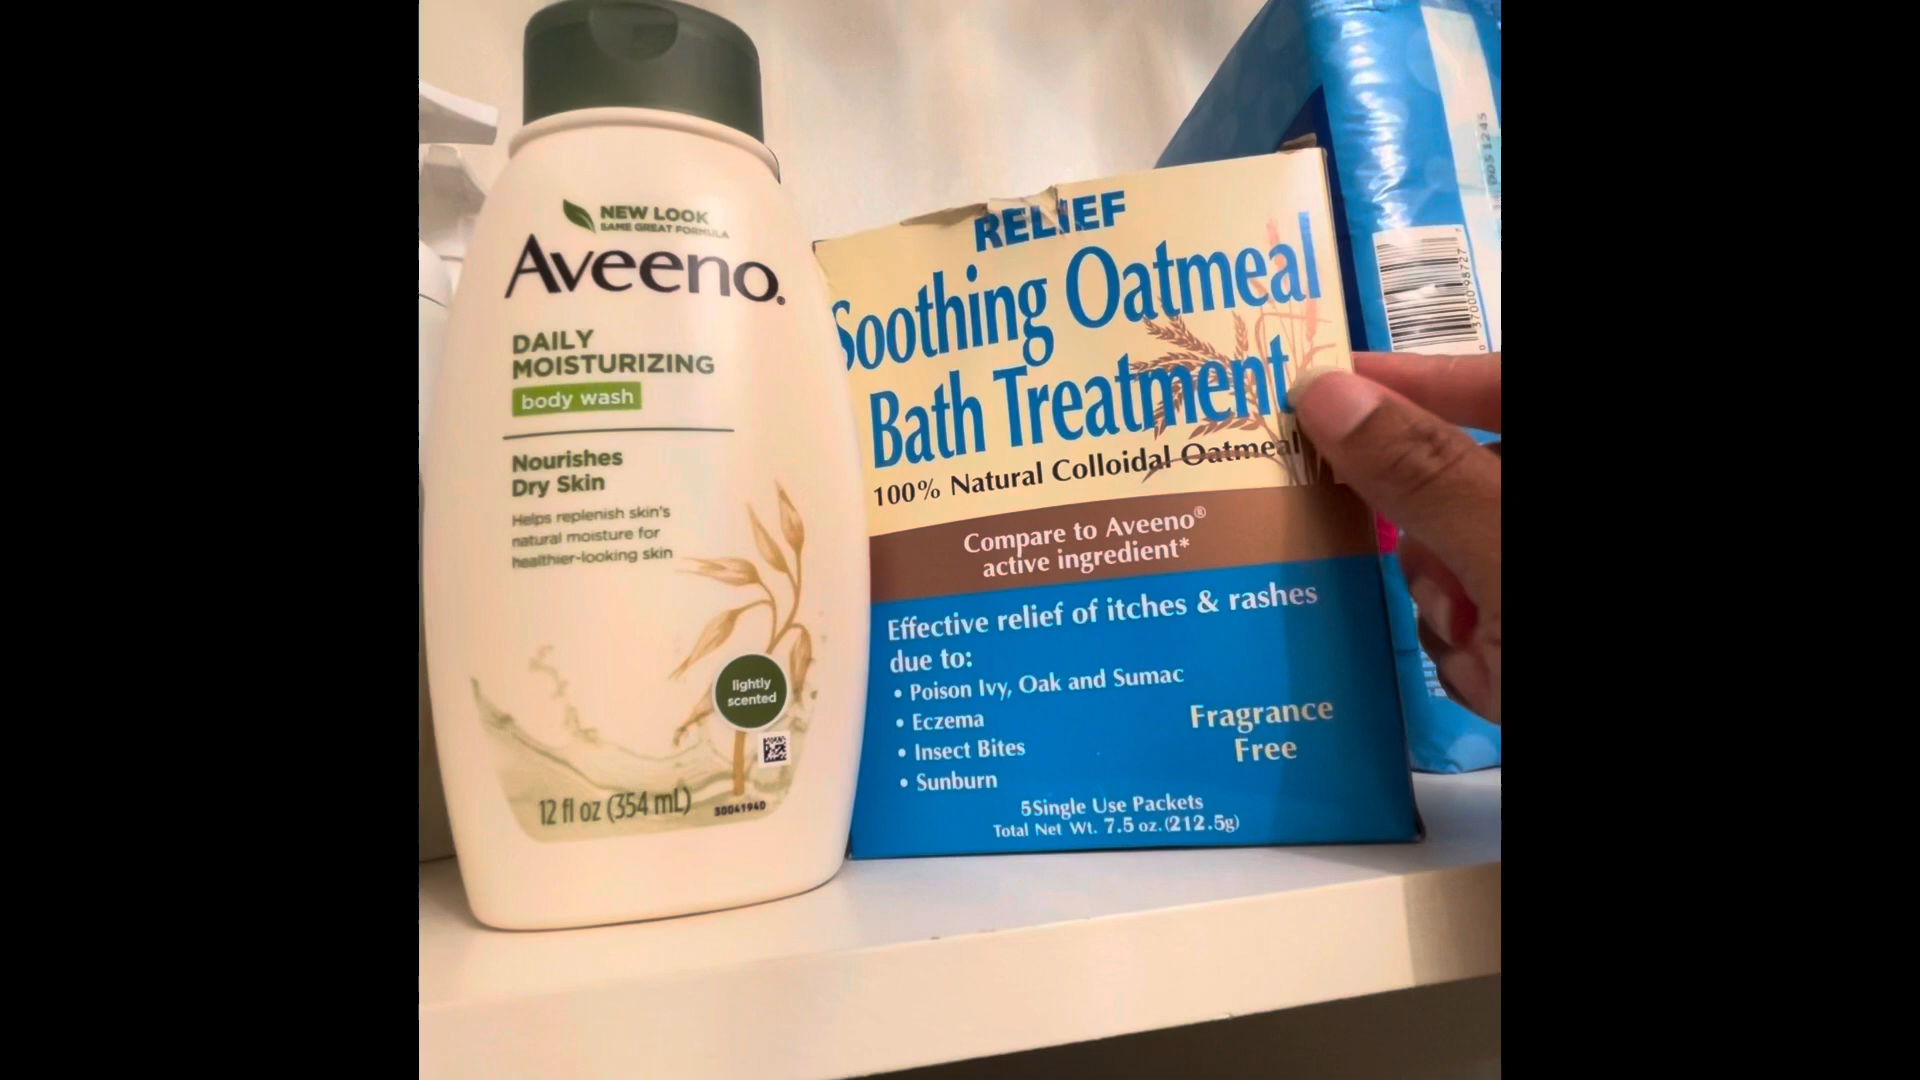 NEW LOOK
SAME GREAT FORMULA
Aveeno®
DAILY
MOISTURIZING
body wash
Nourishes
Dry Skin
Helps replenish skin's
natural moisture for
healthier-looking skin
lightly
scented
12 fl oz (354 mL)
30041940
RELIEF
Soothing Oatmeal
Bath Treatment
100% Natural Colloidal Oatmeal
Compare to Aveeno®
active ingredient*
Effective relief of itches & rashes
due to:
• Poison Ivy, Oak and Sumac
• Eczema
• Insect Bites
• Sunburn
Fragrance
Free
5 Single Use Packets
Total Net Wt. 7.5 oz. (212.5g)